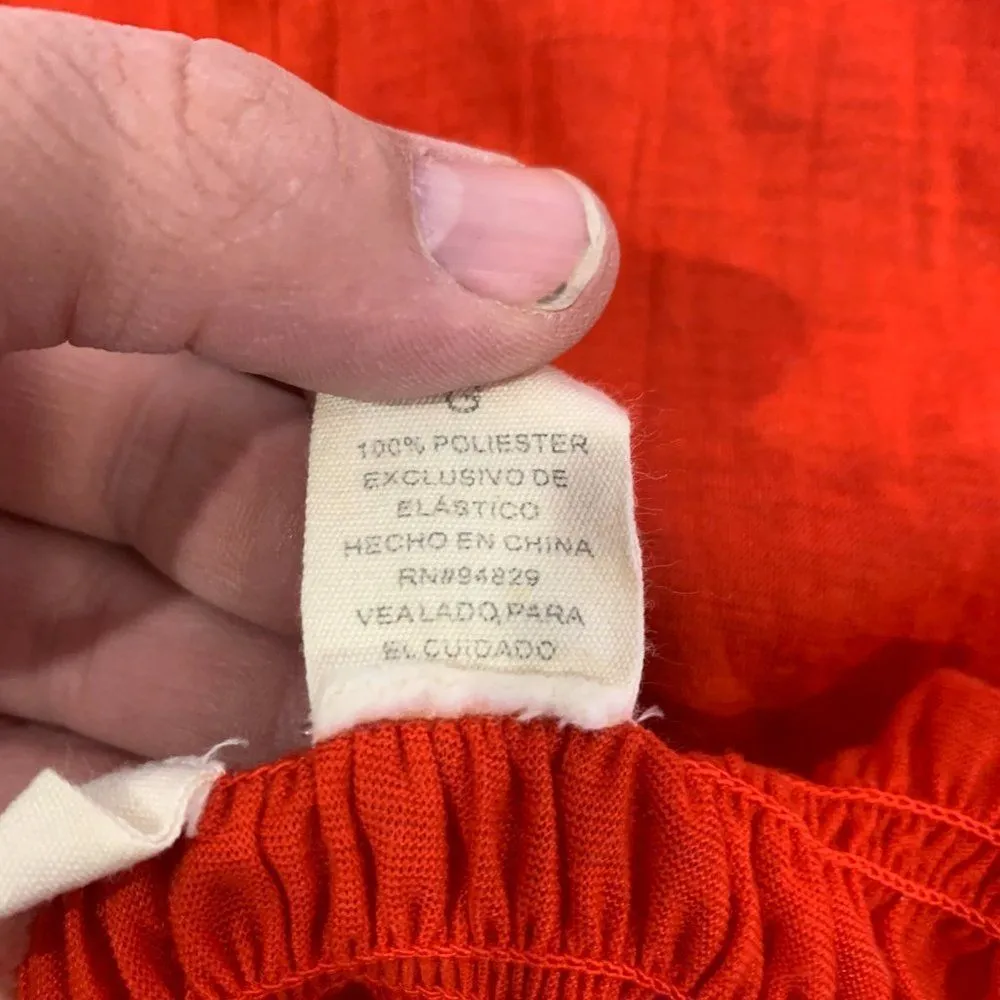 G
100% POLIESTER
EXCLUSIVO DE
ELÁSTICO
HECHO EN CHINA
RN#94829
VEA LADO, PARA
EL CUIDADO